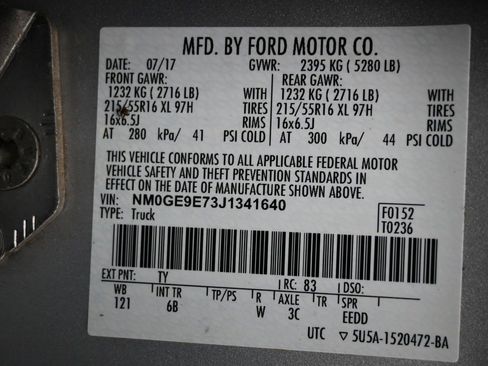 MFD. BY FORD MOTOR CO.
DATE: 07/17 GVWR: 2395 KG ( 5280 LB)
FRONT GAWR: REAR GAWR:
1232 KG ( 2716 LB) WITH 1232 KG ( 2716 LB) WITH
215/55R16 XL 97H TIRES 215/55R16 XL 97H TIRES
16x6.5J RIMS 16x6.5J RIMS
AT 280 kPa/ 41 PSI COLD AT 300 kPa/ 44 PSI COLD
THIS VEHICLE CONFORMS TO ALL APPLICABLE FEDERAL MOTOR
VEHICLE SAFETY AND THEFT PREVENTION STANDARDS IN
EFFECT ON THE DATE OF MANUFACTURE SHOWN ABOVE.
VIN: NM0GE9E73J1341640
TYPE: Truck
F0152
T0236
EXT PNT: TY RC: 83 DSO:
WB INT TR TP/PS R AXLE TR SPR
121 6B W 3C EEDD
UTC ▽ 5U5A-1520472-BA